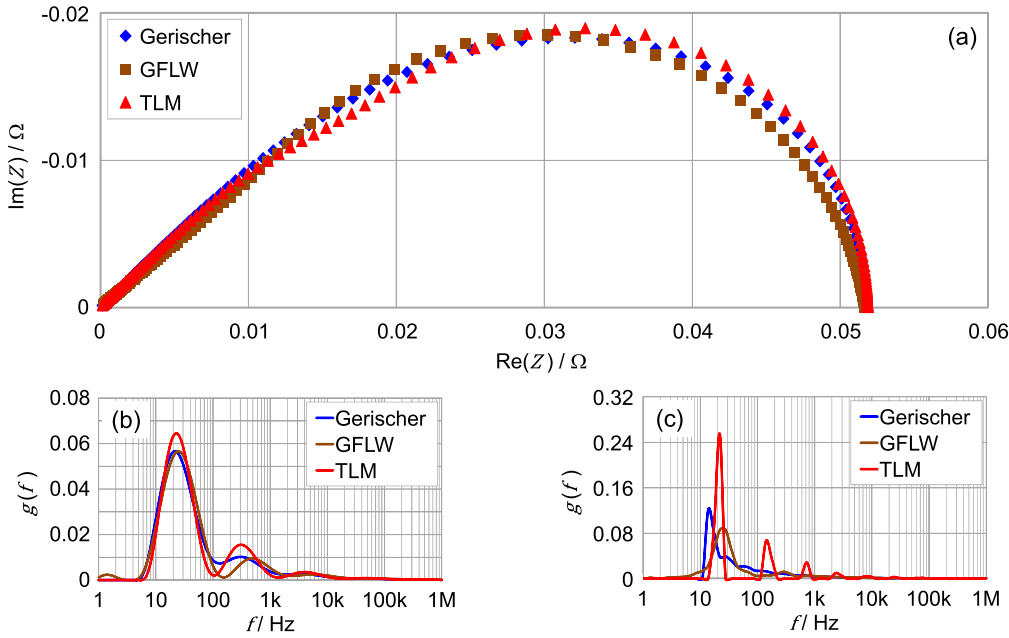 -0.02
Gerischer
GFLW
TLM
(a)
-0.01
Im(Z) / Ω
0
0 0.01 0.02 0.03 0.04 0.05 0.06
Re(Z) / Ω
0.08
0.06
0.04
0.02
0
g(f)
(b)
Gerischer
GFLW
TLM
1 10 100 1k 10k 100k 1M
f / Hz
0.32
0.24
0.16
0.08
0
g(f)
(c)
Gerischer
GFLW
TLM
1 10 100 1k 10k 100k 1M
f / Hz